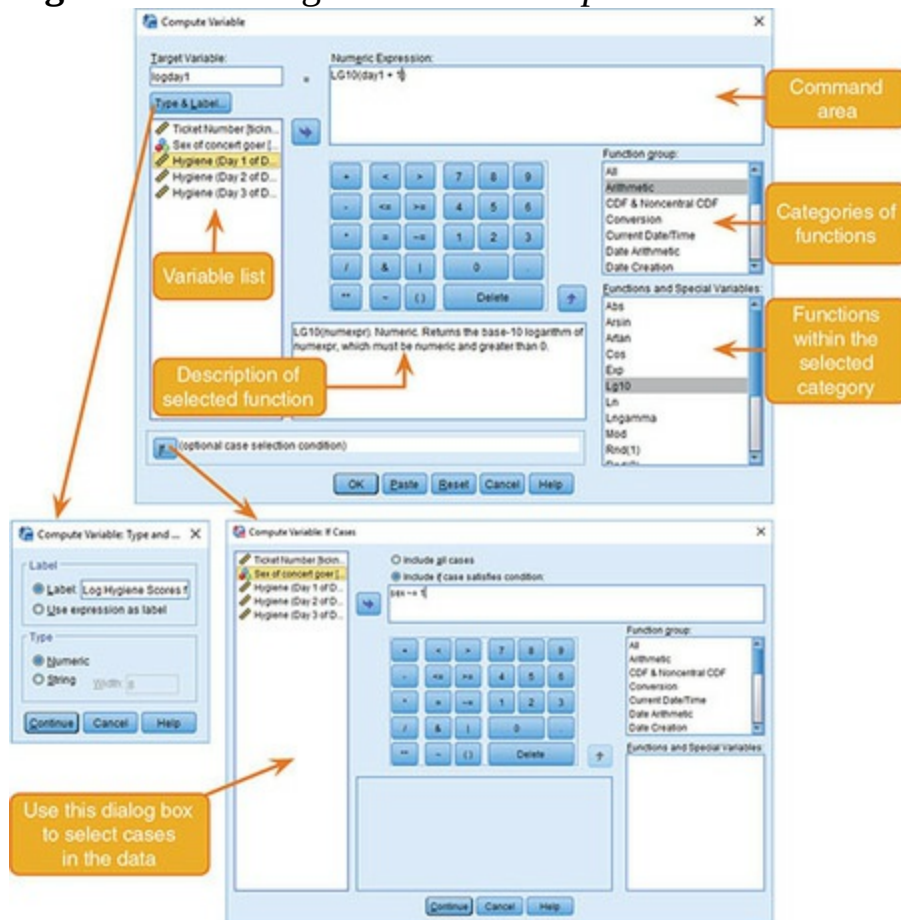 Compute Variable
Target Variable:
logday1
=
Numeric Expression:
LG10(day1 + 1)
Type & Label...
Ticket Number [tickn...
Sex of concert goer [...
Hygiene (Day 1 of D...
Hygiene (Day 2 of D...
Hygiene (Day 3 of D...
Variable list
+ < > 7 8 9
- <= >= 4 5 6
* = ~= 1 2 3
/ & | 0 .
** ~ ( ) Delete
Command
area
Function group:
All
Arithmetic
CDF & Noncentral CDF
Conversion
Current Date/Time
Date Arithmetic
Date Creation
Categories of
functions
Functions and Special Variables:
Abs
Arsin
Artan
Cos
Exp
Lg10
Ln
Lngamma
Mod
Rnd(1)
Functions
within the
selected
category
LG10(numexpr). Numeric. Returns the base-10 logarithm of
numexpr, which must be numeric and greater than 0.
Description of
selected function
(optional case selection condition)
OK Paste Reset Cancel Help
Compute Variable: Type and ...
Label
Label: Log Hygiene Scores f
Use expression as label
Type
Numeric
String Width: 8
Continue Cancel Help
Compute Variable: If Cases
Ticket Number [tickn...
Sex of concert goer [...
Hygiene (Day 1 of D...
Hygiene (Day 2 of D...
Hygiene (Day 3 of D...
Include all cases
Include if case satisfies condition:
sex ~= 1
+ < > 7 8 9
- <= >= 4 5 6
* = ~= 1 2 3
/ & | 0 .
** ~ ( ) Delete
Function group:
All
Arithmetic
CDF & Noncentral CDF
Conversion
Current Date/Time
Date Arithmetic
Date Creation
Functions and Special Variables:
Use this dialog box
to select cases
in the data
Continue Cancel Help